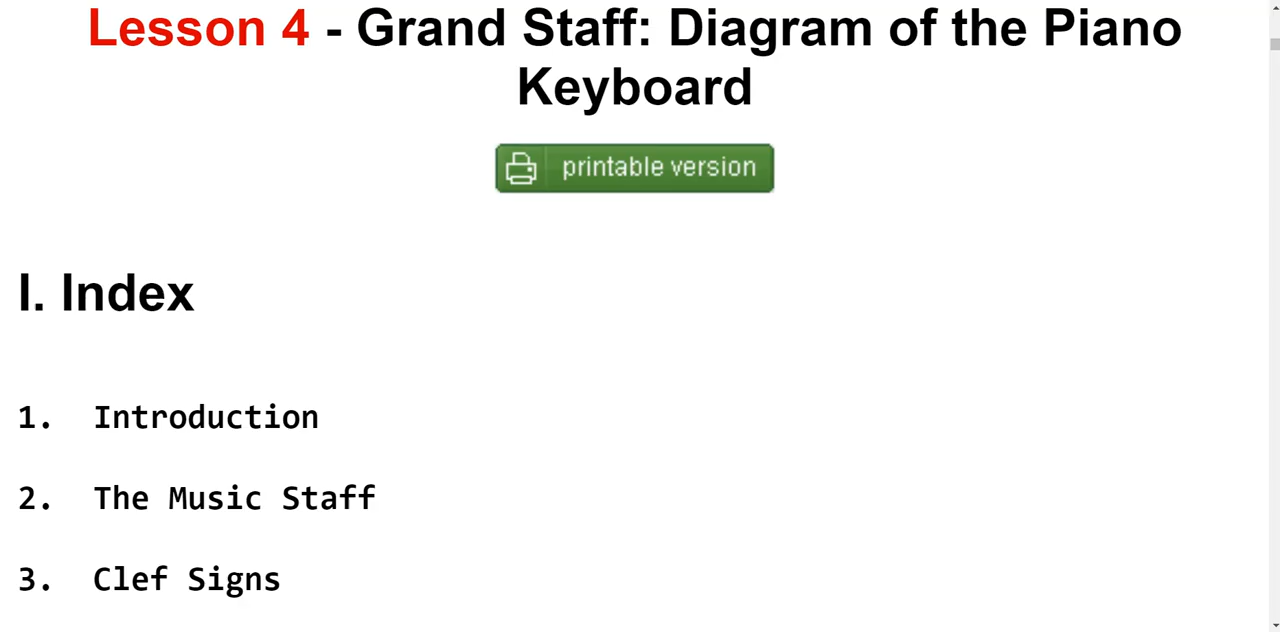 Lesson 4 - Grand Staff: Diagram of the Piano
Keyboard
printable version
I. Index
1. Introduction
2. The Music Staff
3. Clef Signs